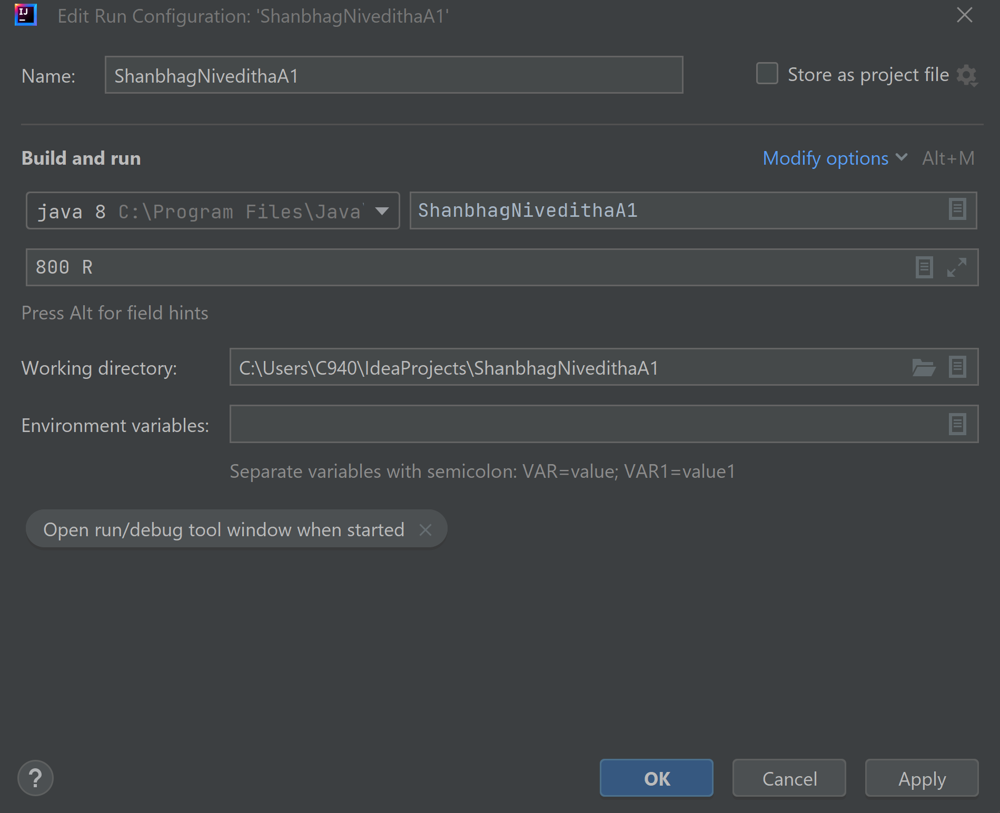 IJ
Edit Run Configuration: 'ShanbhagNivedithaA1'
Name: ShanbhagNivedithaA1 Store as project file
Build and run Modify options Alt+M
java 8 C:\Program Files\Java\ ShanbhagNivedithaA1
800 R
Press Alt for field hints
Working directory: C:\Users\C940\IdeaProjects\ShanbhagNivedithaA1
Environment variables:
Separate variables with semicolon: VAR=value; VAR1=value1
Open run/debug tool window when started
? OK Cancel Apply